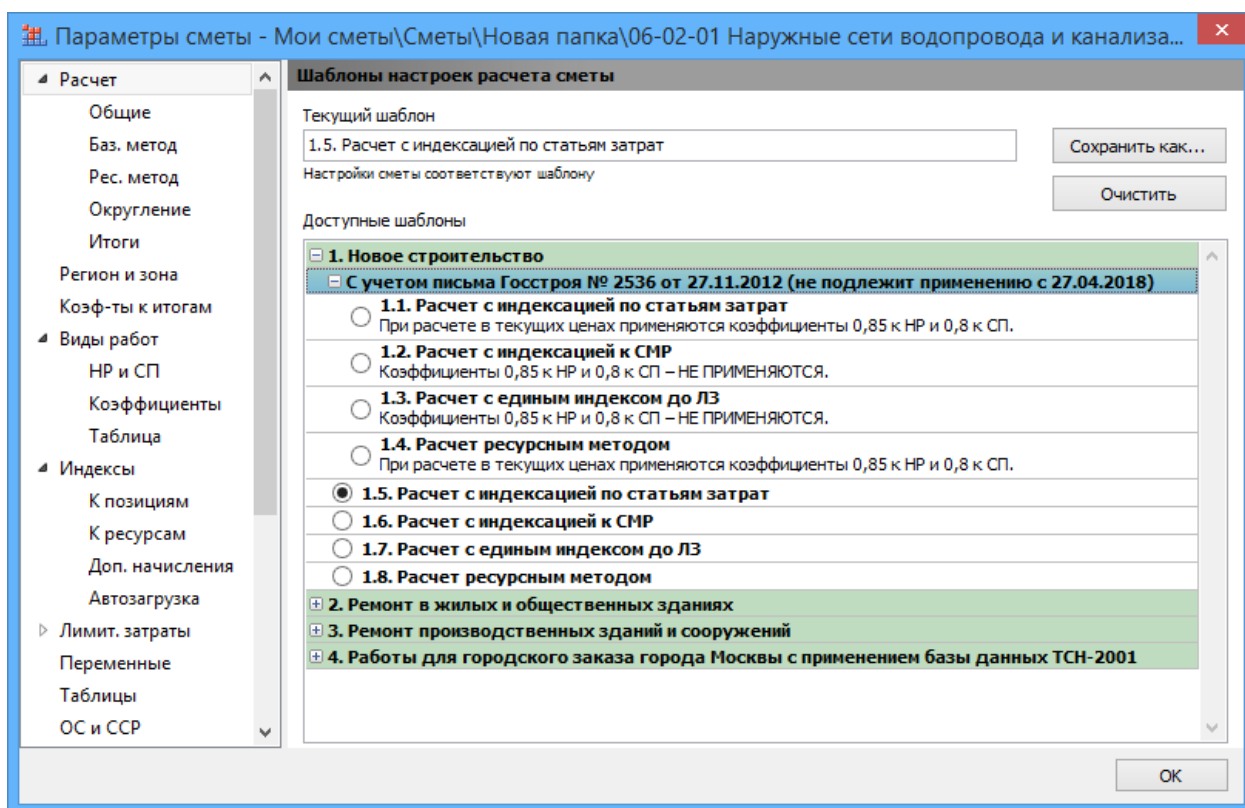 Параметры сметы - Мои сметы\Сметы\Новая папка\06-02-01 Наружные сети водопровода и канализа...
Расчет
Общие
Баз. метод
Рес. метод
Округление
Итоги
Регион и зона
Коэф-ты к итогам
Виды работ
НР и СП
Коэффициенты
Таблица
Индексы
К позициям
К ресурсам
Доп. начисления
Автозагрузка
Лимит. затраты
Переменные
Таблицы
ОС и ССР
Шаблоны настроек расчета сметы
Текущий шаблон
1.5. Расчет с индексацией по статьям затрат
Сохранить как...
Настройки сметы соответствуют шаблону
Очистить
Доступные шаблоны
1. Новое строительство
С учетом письма Госстроя № 2536 от 27.11.2012 (не подлежит применению с 27.04.2018)
1.1. Расчет с индексацией по статьям затрат
При расчете в текущих ценах применяются коэффициенты 0,85 к НР и 0,8 к СП.
1.2. Расчет с индексацией к СМР
Коэффициенты 0,85 к НР и 0,8 к СП – НЕ ПРИМЕНЯЮТСЯ.
1.3. Расчет с единым индексом до ЛЗ
Коэффициенты 0,85 к НР и 0,8 к СП – НЕ ПРИМЕНЯЮТСЯ.
1.4. Расчет ресурсным методом
При расчете в текущих ценах применяются коэффициенты 0,85 к НР и 0,8 к СП.
1.5. Расчет с индексацией по статьям затрат
1.6. Расчет с индексацией к СМР
1.7. Расчет с единым индексом до ЛЗ
1.8. Расчет ресурсным методом
2. Ремонт в жилых и общественных зданиях
3. Ремонт производственных зданий и сооружений
4. Работы для городского заказа города Москвы с применением базы данных ТСН-2001
ОК